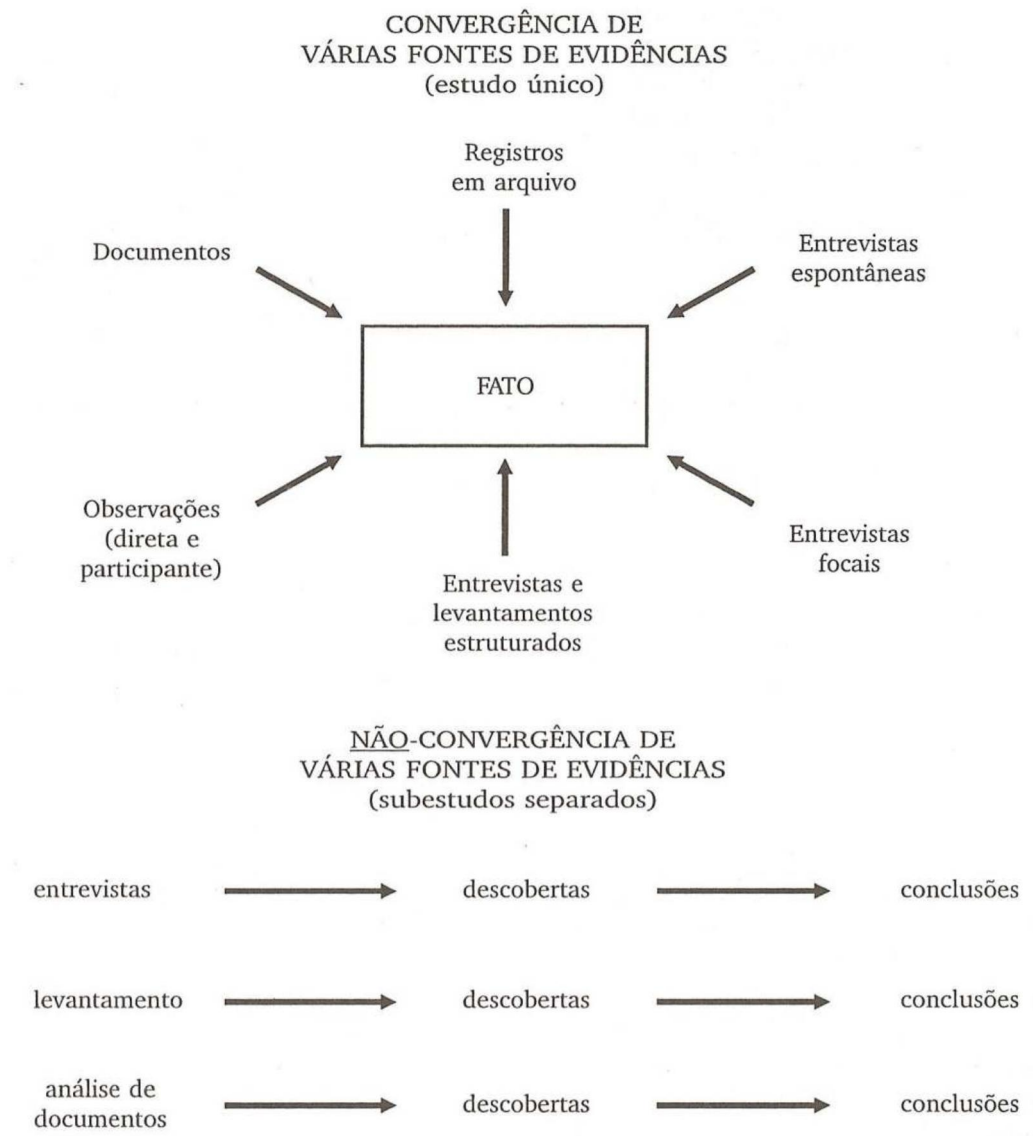 CONVERGÊNCIA DE
VÁRIAS FONTES DE EVIDÊNCIAS
(estudo único)
Registros
em arquivo
Documentos
Entrevistas
espontâneas
FATO
Observações
(direta e
participante)
Entrevistas e
levantamentos
estruturados
Entrevistas
focais
NÃO-CONVERGÊNCIA DE
VÁRIAS FONTES DE EVIDÊNCIAS
(subestudos separados)
entrevistas descobertas conclusões
levantamento descobertas conclusões
análise de
documentos descobertas conclusões